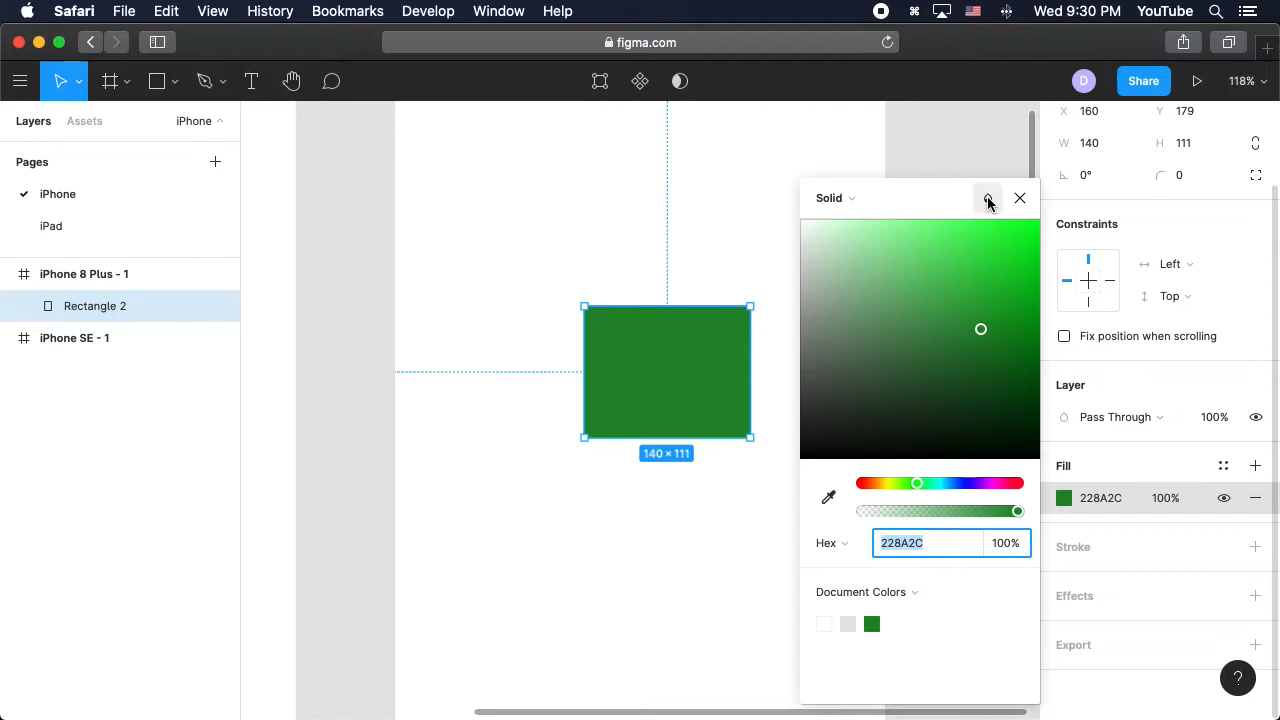 Safari File Edit View History Bookmarks Develop Window Help Wed 9:30 PM YouTube
figma.com
D Share 118%
Layers Assets iPhone
Pages
iPhone
iPad
iPhone 8 Plus - 1
Rectangle 2
iPhone SE - 1
140 × 111
Solid
Hex 228A2C 100%
Document Colors
X 160 Y 179
W 140 H 111
0° 0
Constraints
Left
Top
Fix position when scrolling
Layer
Pass Through 100%
Fill
228A2C 100%
Stroke
Effects
Export
?